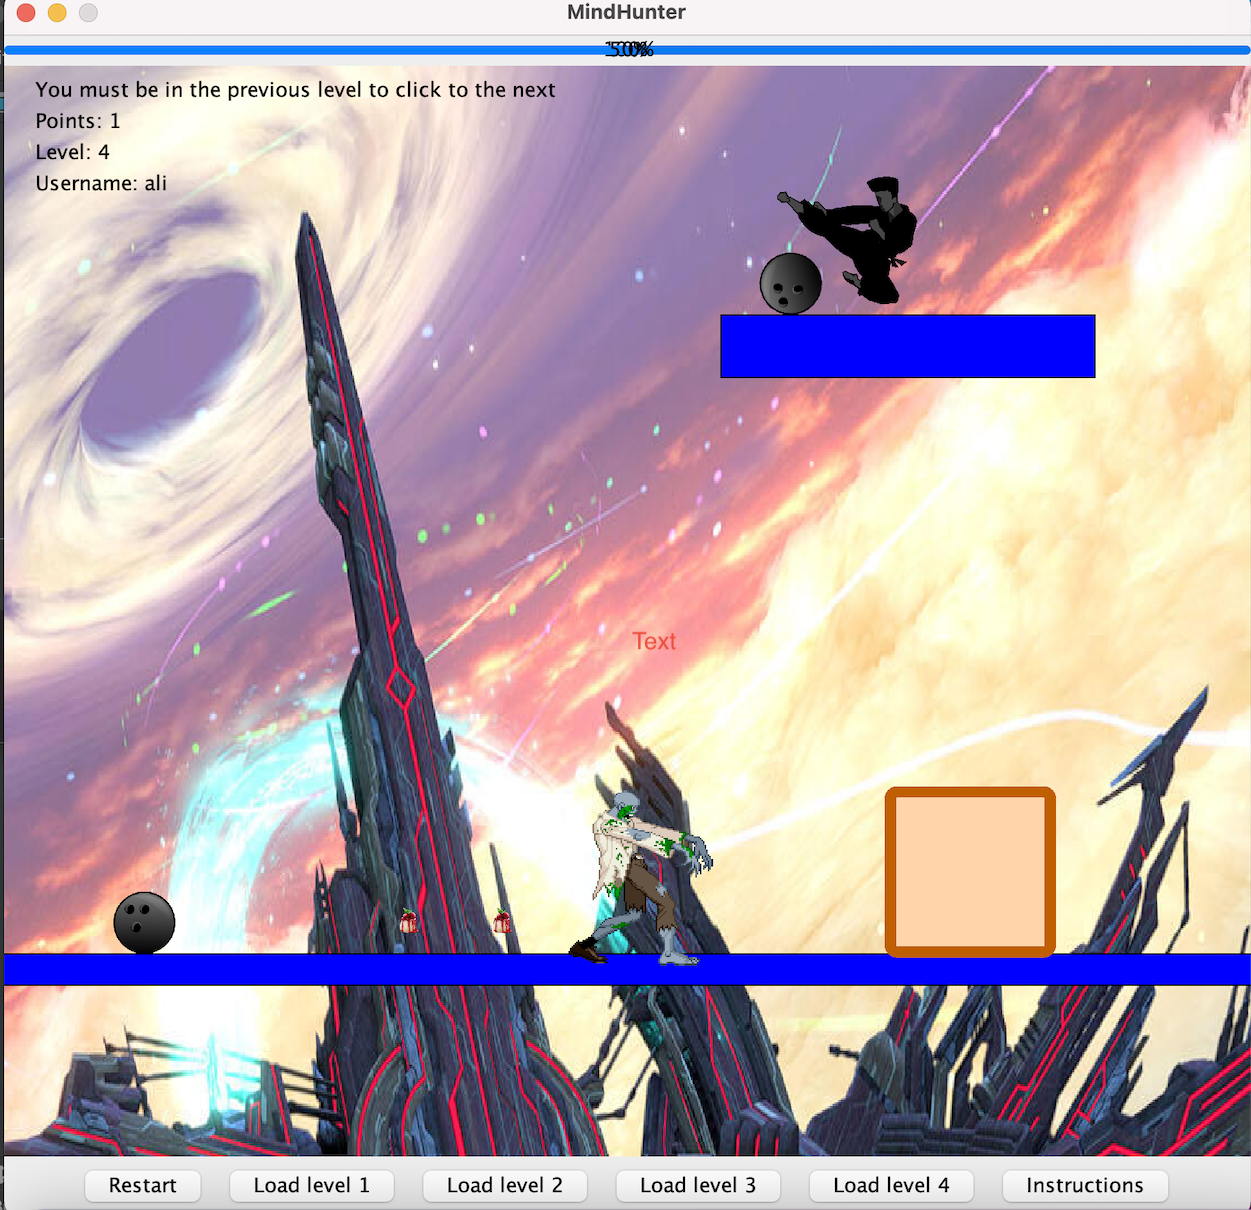 MindHunter
You must be in the previous level to click to the next
Points: 1
Level: 4
Username: ali
Text
Restart
Load level 1
Load level 2
Load level 3
Load level 4
Instructions